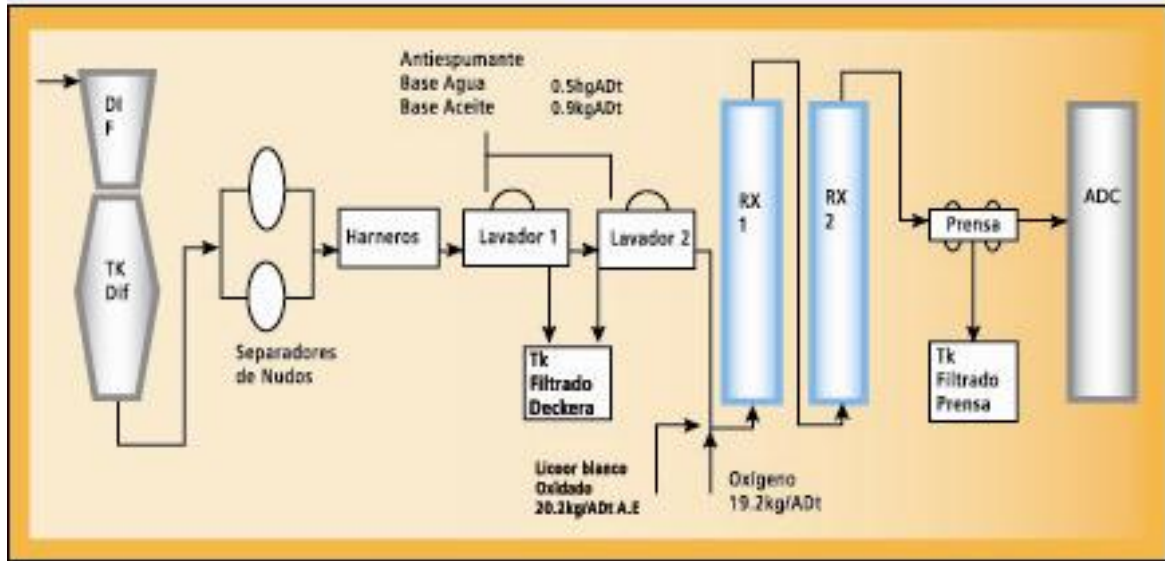 Antiespumante
Base Agua 0.5hgADt
Base Aceite 0.9kgADt
DI
F
TK
Dif
Separadores
de Nudos
Harneros
Lavador 1
Lavador 2
Tk
Filtrado
Deckera
Licor blanco
Oxidado
20.2kg/ADt A.E
Oxígeno
19.2kg/ADt
RX
1
RX
2
Prensa
Tk
Filtrado
Prensa
ADC